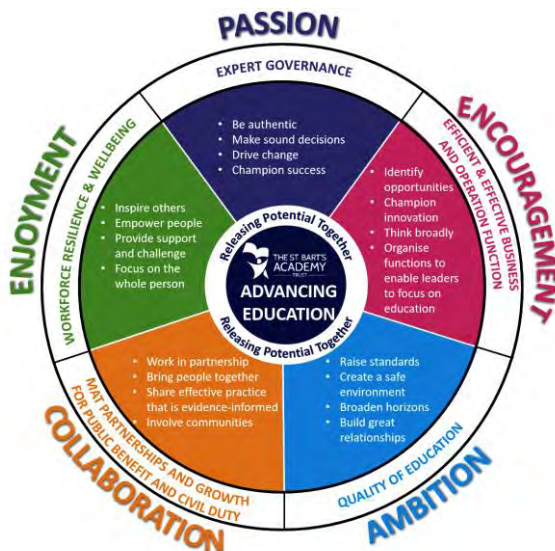 PASSION
EXPERT GOVERNANCE
• Be authentic
• Make sound decisions
• Drive change
• Champion success
ENCOURAGEMENT
EFFICIENT & EFFECTIVE BUSINESS
AND OPERATION FUNCTION
• Identify
opportunities
• Champion
innovation
• Think broadly
• Organise
functions to
enable leaders
to focus on
education
AMBITION
QUALITY OF EDUCATION
• Raise standards
• Create a safe
environment
• Broaden horizons
• Build great
relationships
COLLABORATION
MAT PARTNERSHIPS AND GROWTH
FOR PUBLIC BENEFIT AND CIVIL DUTY
• Work in partnership
• Bring people together
• Share effective practice
that is evidence-informed
• Involve communities
ENJOYMENT
WORKFORCE RESILIENCE & WELLBEING
• Inspire others
• Empower people
• Provide support
and challenge
• Focus on the
whole person
Releasing Potential Together
THE ST BART'S
ACADEMY
TRUST
ADVANCING
EDUCATION
Releasing Potential Together